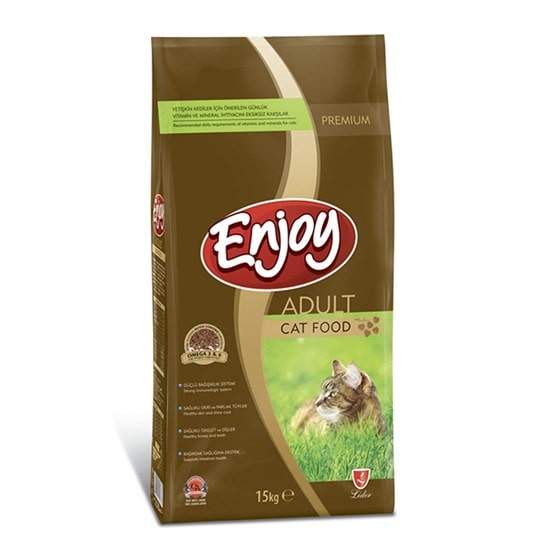 YETİŞKİN KEDİLER İÇİN ÖNERİLEN GÜNLÜK
VİTAMİN VE MİNERAL İHTİYACINI EKSİKSİZ KARŞILAR.
Recommended daily requirements of vitamins and minerals for cats.
PREMIUM
Enjoy
Enjoy
ADULT
CAT FOOD
OMEGA 3 & 6
GÜÇLÜ BAĞIŞIKLIK SİSTEMİ
Strong immunologic system
SAĞLIKLI DERİ ve PARLAK TÜYLER
Healthy skin and shiny coat
SAĞLIKLI İSKELET ve DİŞLER
Healthy bones and teeth
BAĞIRSAK SAĞLIĞINA DESTEK
Supports intestinal health
15kg ℮
Lider